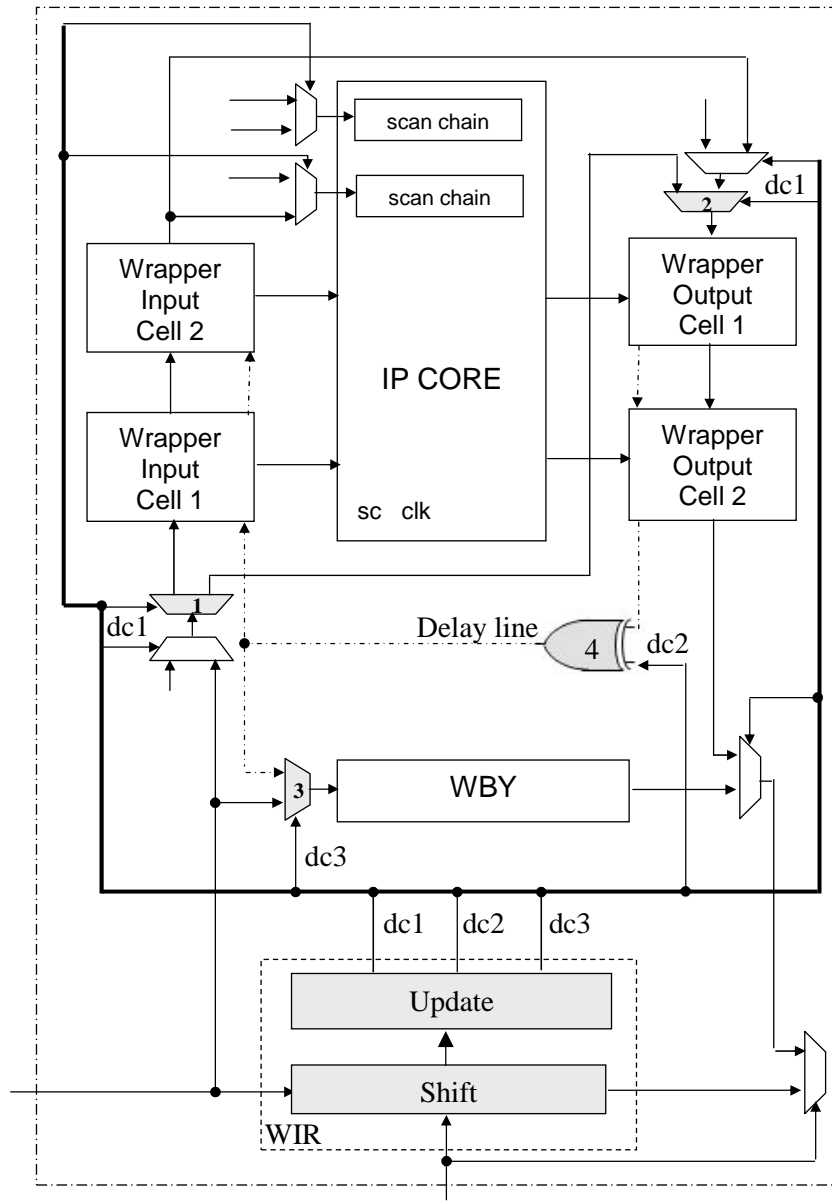 scan chain
dc1
scan chain
2
Wrapper
Input
Cell 2
Wrapper
Output
Cell 1
IP CORE
Wrapper
Input
Cell 1
Wrapper
Output
Cell 2
sc clk
1
dc1
Delay line
4
dc2
3
WBY
dc3
dc1
dc2
dc3
Update
Shift
WIR